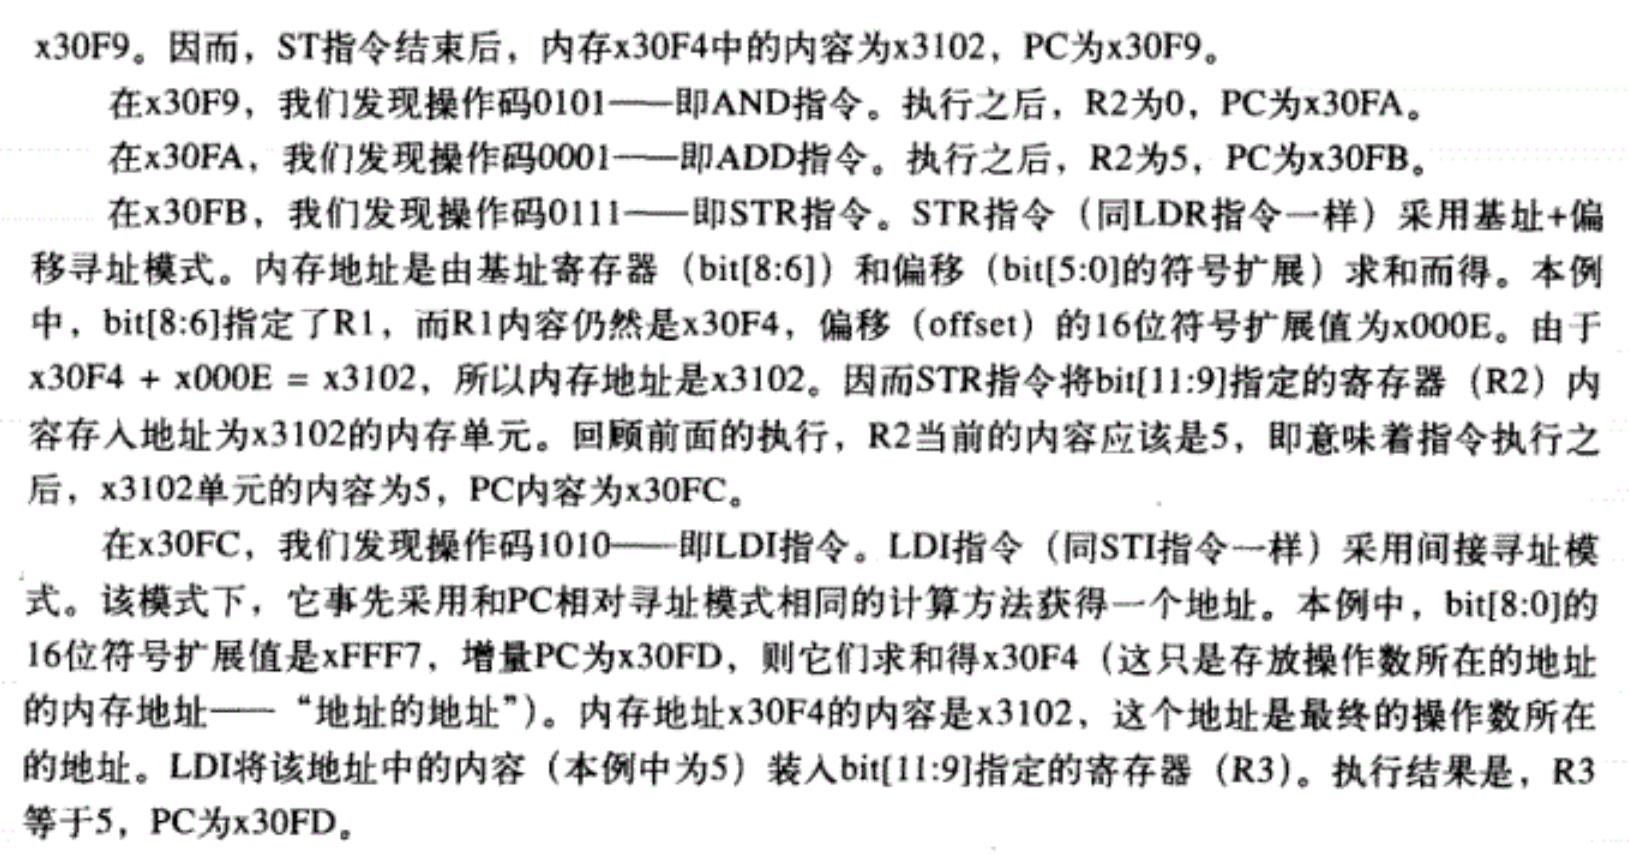 x30F9。因而，ST指令结束后，内存x30F4中的内容为x3102，PC为x30F9。
在x30F9，我们发现操作码0101——即AND指令。执行之后，R2为0，PC为x30FA。
在x30FA，我们发现操作码0001——即ADD指令。执行之后，R2为5，PC为x30FB。
在x30FB，我们发现操作码0111——即STR指令。STR指令（同LDR指令一样）采用基址+偏
移寻址模式。内存地址是由基址寄存器（bit[8:6]）和偏移（bit[5:0]的符号扩展）求和而得。本例
中，bit[8:6]指定了R1，而R1内容仍然是x30F4，偏移（offset）的16位符号扩展值为x000E。由于
x30F4 + x000E = x3102，所以内存地址是x3102。因而STR指令将bit[11:9]指定的寄存器（R2）内
容存入地址为x3102的内存单元。回顾前面的执行，R2当前的内容应该是5，即意味着指令执行之
后，x3102单元的内容为5，PC内容为x30FC。
在x30FC，我们发现操作码1010——即LDI指令。LDI指令（同STI指令一样）采用间接寻址模
式。该模式下，它事先采用和PC相对寻址模式相同的计算方法获得一个地址。本例中，bit[8:0]的
16位符号扩展值是xFFF7，增量PC为x30FD，则它们求和得x30F4（这只是存放操作数所在的地址
的内存地址——“地址的地址”）。内存地址x30F4的内容是x3102，这个地址是最终的操作数所在
的地址。LDI将该地址中的内容（本例中为5）装入bit[11:9]指定的寄存器（R3）。执行结果是，R3
等于5，PC为x30FD。